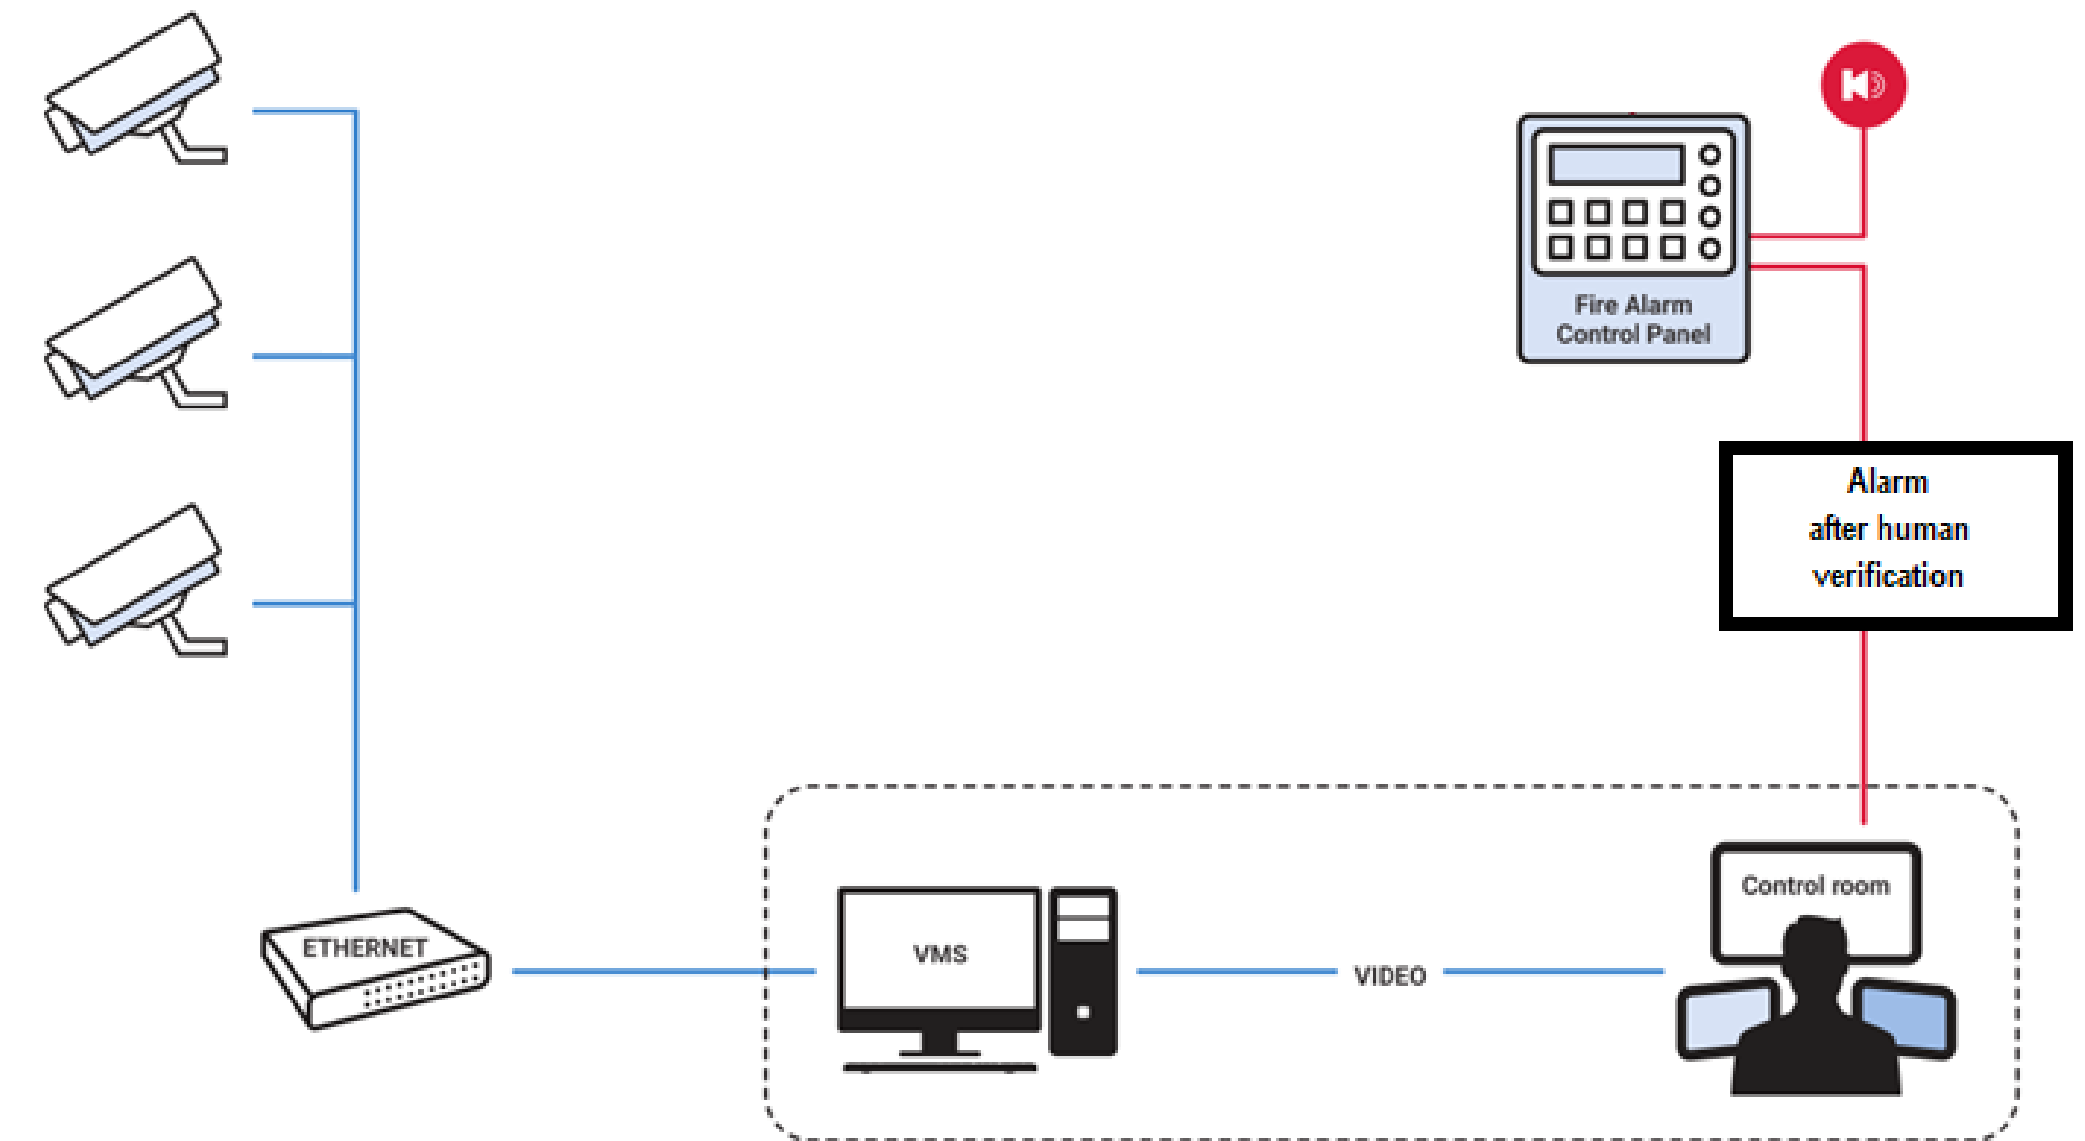 Fire Alarm
Control Panel
Alarm
after human
verification
Control room
ETHERNET
VMS
VIDEO